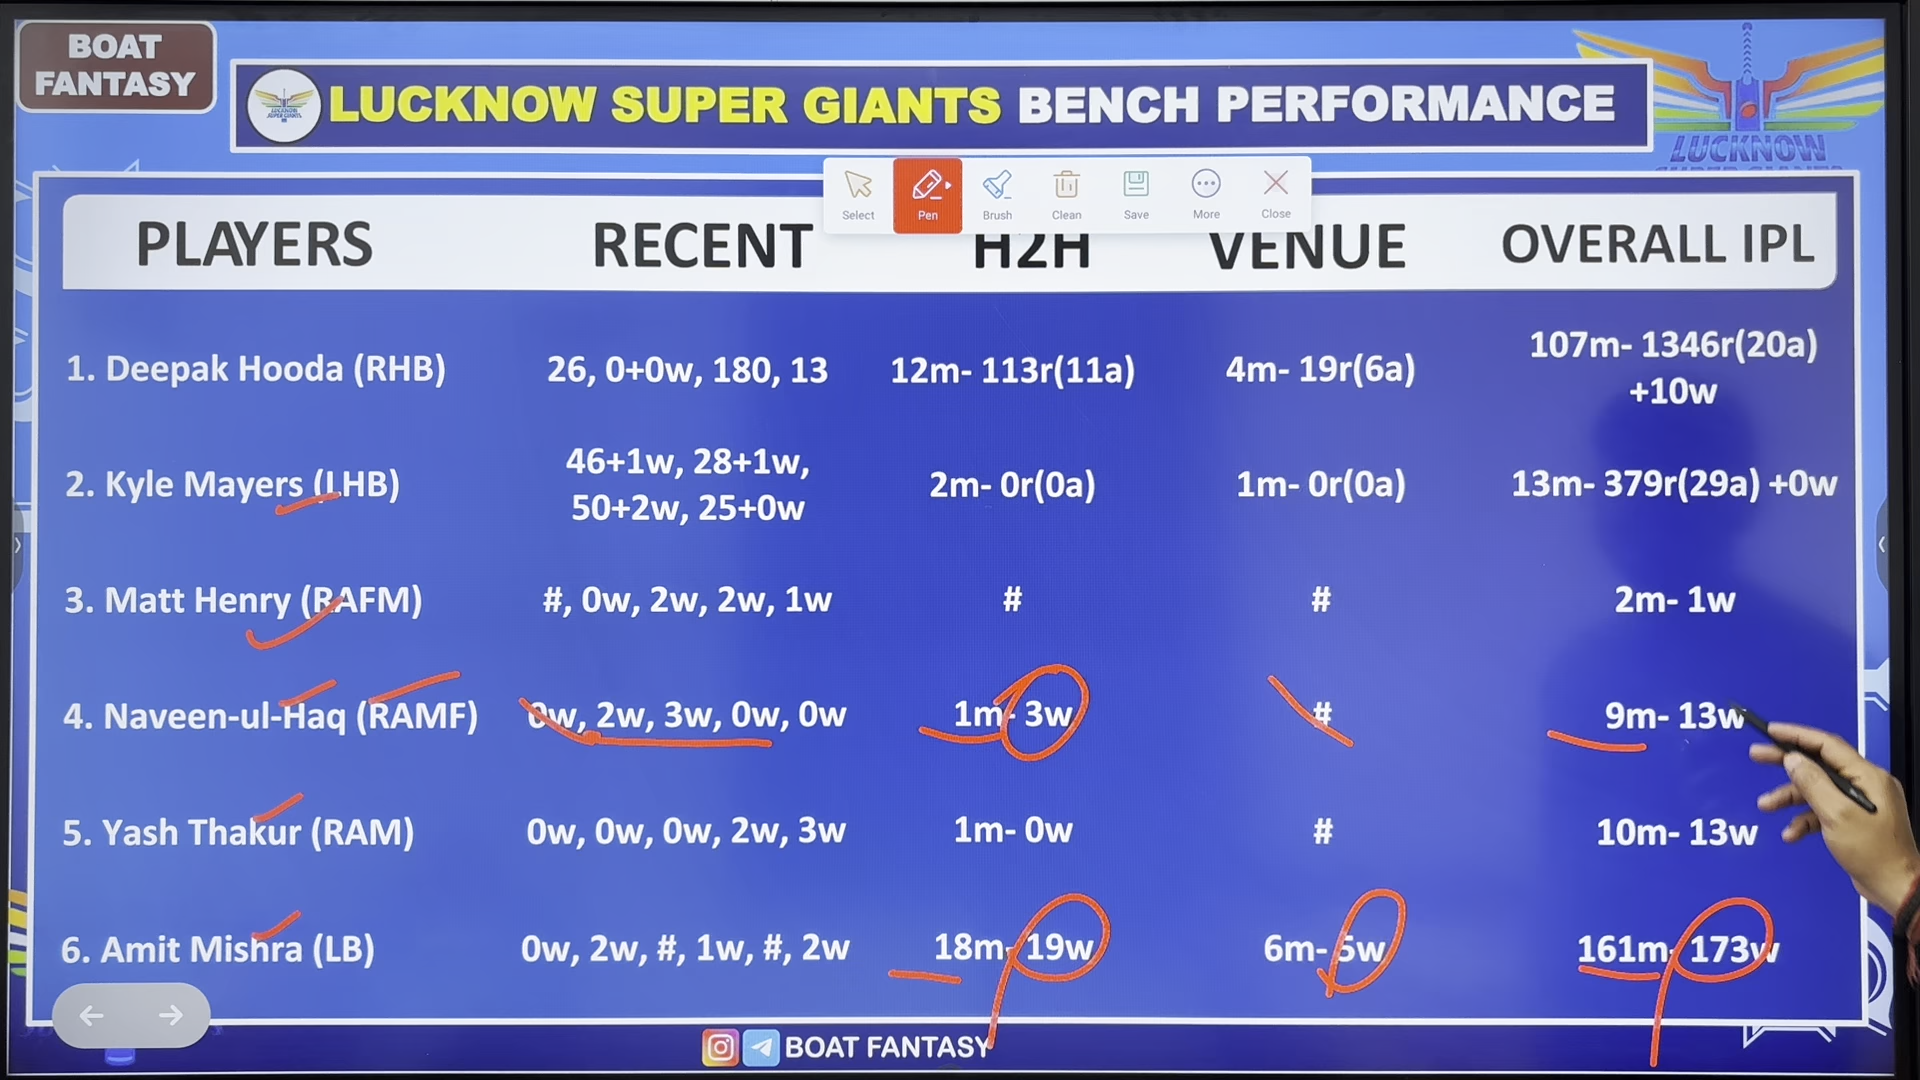 BOAT
FANTASY
LUCKNOW SUPER GIANTS BENCH PERFORMANCE
LUCKNOW
Select Pen Brush Clean Save More Close
PLAYERS RECENT H2H VENUE OVERALL IPL
1. Deepak Hooda (RHB) 26, 0+0w, 180, 13 12m- 113r(11a) 4m- 19r(6a) 107m- 1346r(20a)
+10w
2. Kyle Mayers (LHB) 46+1w, 28+1w,
50+2w, 25+0w 2m- 0r(0a) 1m- 0r(0a) 13m- 379r(29a) +0w
3. Matt Henry (RAFM) #, 0w, 2w, 2w, 1w # # 2m- 1w
4. Naveen-ul-Haq (RAMF) 0w, 2w, 3w, 0w, 0w 1m- 3w # 9m- 13w
5. Yash Thakur (RAM) 0w, 0w, 0w, 2w, 3w 1m- 0w # 10m- 13w
6. Amit Mishra (LB) 0w, 2w, #, 1w, #, 2w 18m- 19w 6m- 5w 161m- 173w
BOAT FANTASY